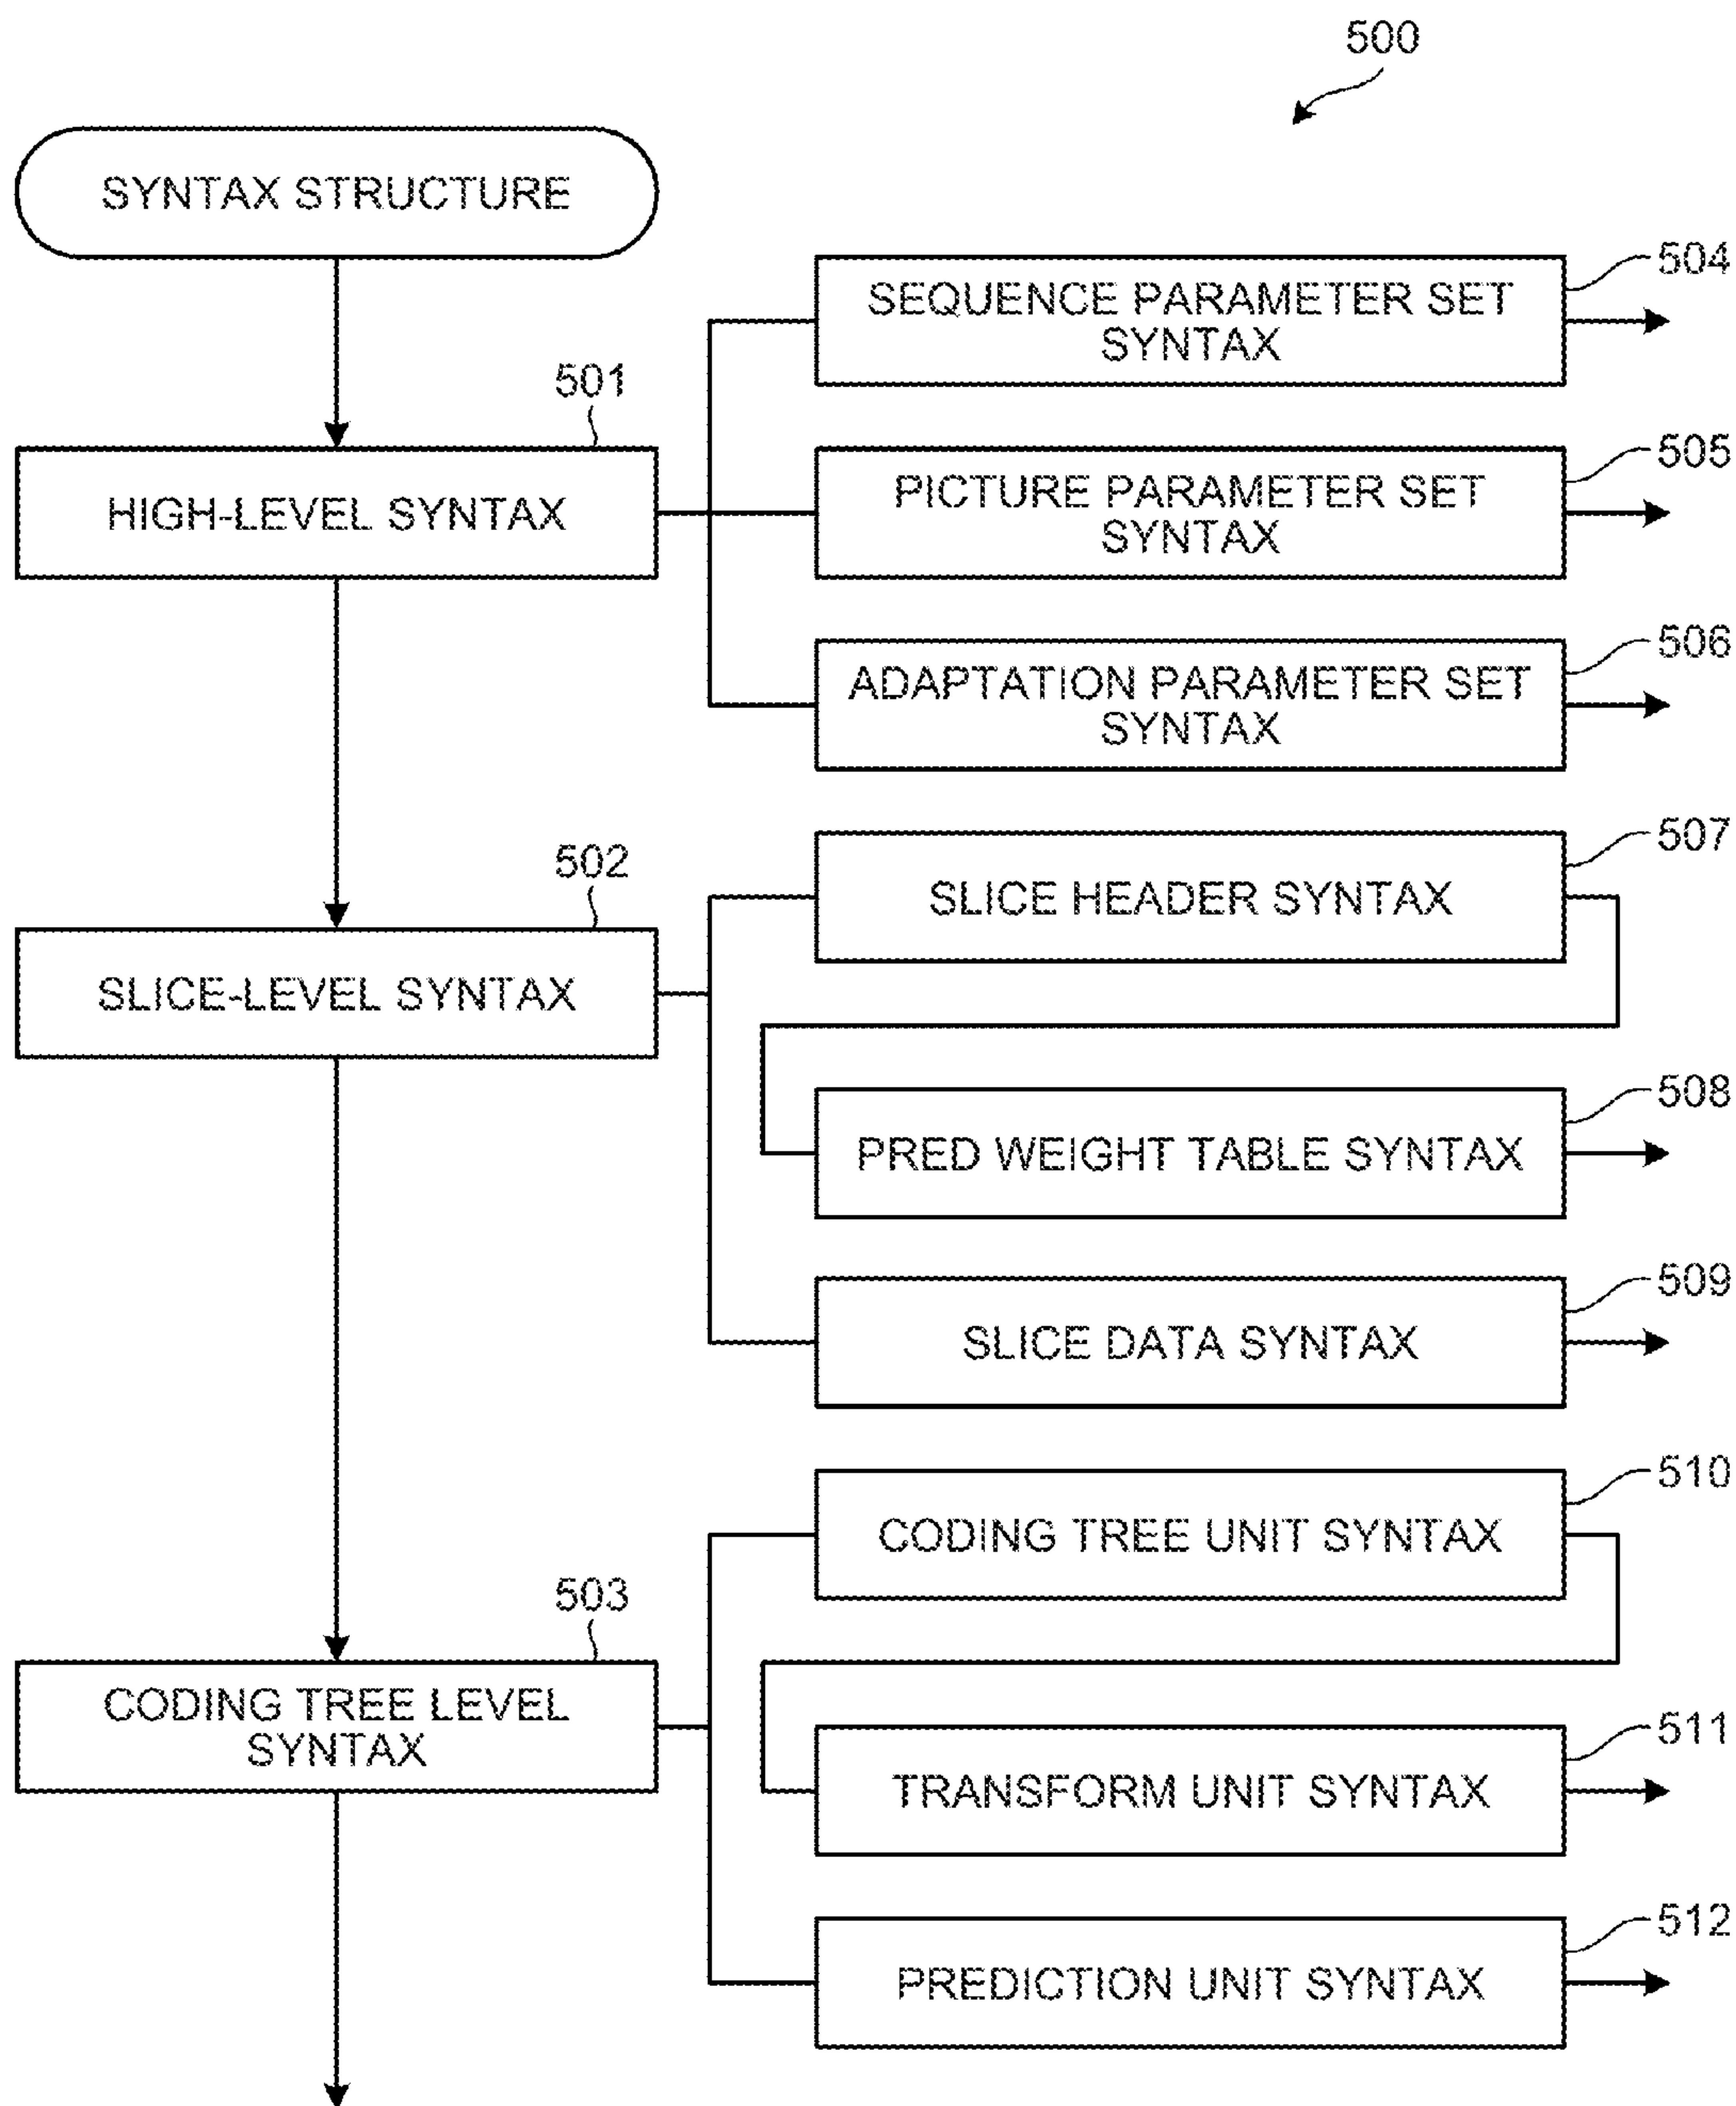 500
SYNTAX STRUCTURE
504
SEQUENCE PARAMETER SET
SYNTAX
501
HIGH-LEVEL SYNTAX
505
PICTURE PARAMETER SET
SYNTAX
506
ADAPTATION PARAMETER SET
SYNTAX
502
SLICE-LEVEL SYNTAX
507
SLICE HEADER SYNTAX
508
PRED WEIGHT TABLE SYNTAX
509
SLICE DATA SYNTAX
503
CODING TREE LEVEL
SYNTAX
510
CODING TREE UNIT SYNTAX
511
TRANSFORM UNIT SYNTAX
512
PREDICTION UNIT SYNTAX